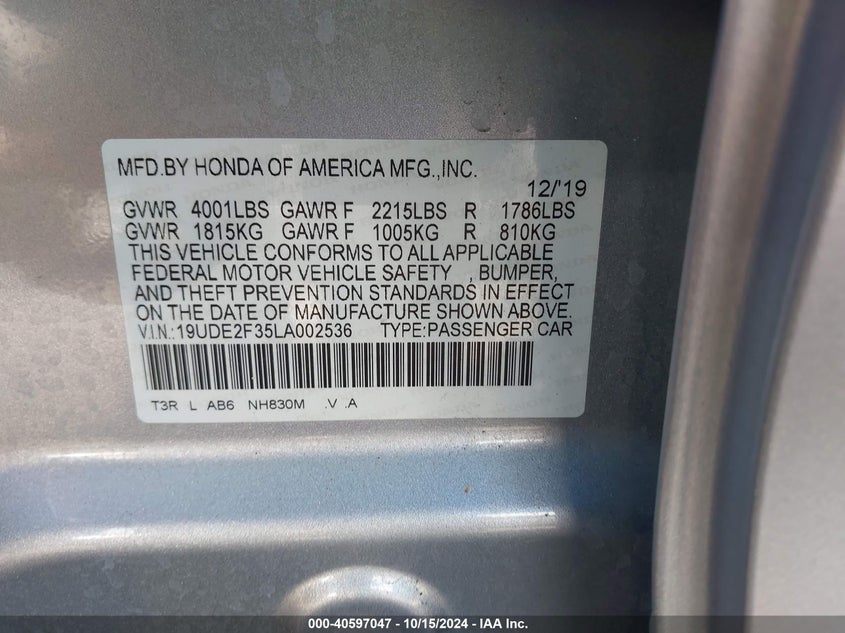 MFD.BY HONDA OF AMERICA MFG.,INC.
12/'19
GVWR 4001LBS GAWR F 2215LBS R 1786LBS
GVWR 1815KG GAWR F 1005KG R 810KG
THIS VEHICLE CONFORMS TO ALL APPLICABLE
FEDERAL MOTOR VEHICLE SAFETY , BUMPER,
AND THEFT PREVENTION STANDARDS IN EFFECT
ON THE DATE OF MANUFACTURE SHOWN ABOVE.
V.I.N.:19UDE2F35LA002536 TYPE:PASSENGER CAR
T3R L AB6 NH830M .V .A
000-40597047 - 10/15/2024 - IAA Inc.